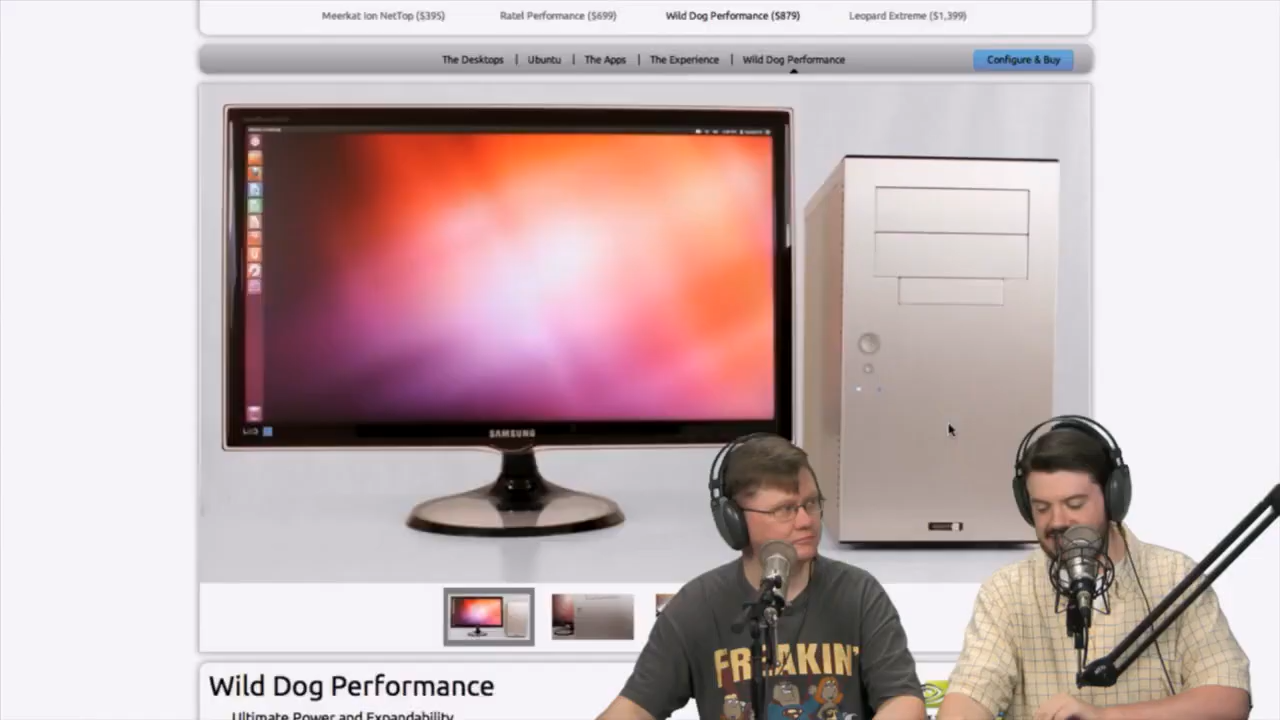 Meerkat Ion NetTop ($395) Ratel Performance ($699) Wild Dog Performance ($879) Leopard Extreme ($1,399)
The Desktops | Ubuntu | The Apps | The Experience | Wild Dog Performance Configure & Buy
SAMSUNG
FREAKIN'
Wild Dog Performance
Ultimate Power and Expandability